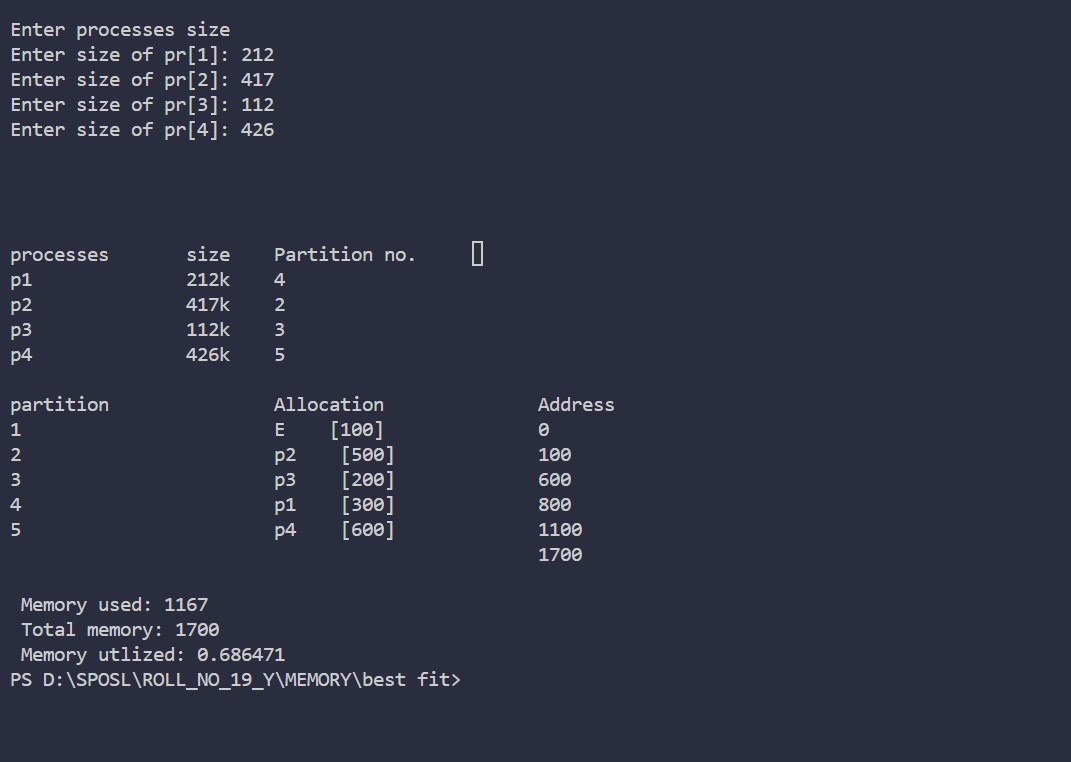 Enter processes size
Enter size of pr[1]: 212
Enter size of pr[2]: 417
Enter size of pr[3]: 112
Enter size of pr[4]: 426
processes       size    Partition no.
p1              212k    4
p2              417k    2
p3              112k    3
p4              426k    5
partition               Allocation              Address
1                       E    [100]              0
2                       p2    [500]             100
3                       p3    [200]             600
4                       p1    [300]             800
5                       p4    [600]             1100
                                                1700
 Memory used: 1167
 Total memory: 1700
 Memory utlized: 0.686471
PS D:\SPOSL\ROLL_NO_19_Y\MEMORY\best fit>